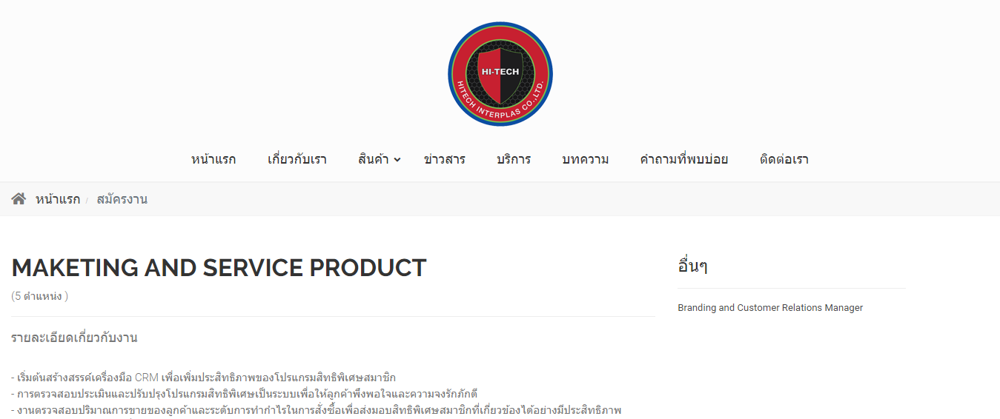 HI-TECH
HITECH INTERPLAS CO.,LTD.
หน้าแรก เกี่ยวกับเรา สินค้า ข่าวสาร บริการ บทความ คำถามที่พบบ่อย ติดต่อเรา
หน้าแรก / สมัครงาน
MAKETING AND SERVICE PRODUCT
(5 ตำแหน่ง )
รายละเอียดเกี่ยวกับงาน
- เริ่มต้นสร้างสรรค์เครื่องมือ CRM เพื่อเพิ่มประสิทธิภาพของโปรแกรมสิทธิพิเศษสมาชิก
- การตรวจสอบประเมินและปรับปรุงโปรแกรมสิทธิพิเศษเป็นระบบเพื่อให้ลูกค้าพึงพอใจและความจงรักภักดี
- งานตรวจสอบปริมาณการขายของลูกค้าและระดับการทำกำไรในการสั่งซื้อเพื่อส่งมอบสิทธิพิเศษสมาชิกที่เกี่ยวข้องได้อย่างมีประสิทธิภาพ
อื่นๆ
Branding and Customer Relations Manager